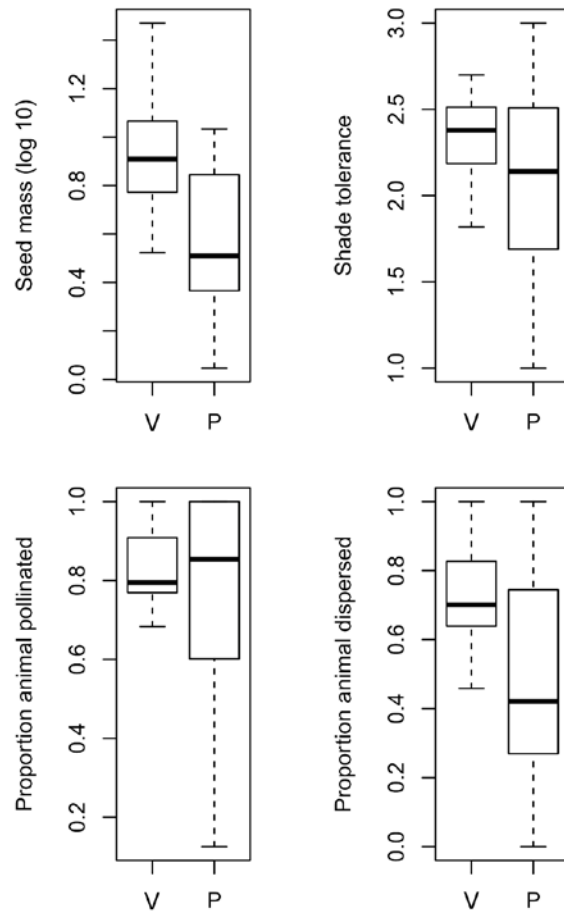 Seed mass (log 10)
0.0
0.4
0.8
1.2
V
P
Shade tolerance
1.0
1.5
2.0
2.5
3.0
V
P
Proportion animal pollinated
0.2
0.4
0.6
0.8
1.0
V
P
Proportion animal dispersed
0.0
0.2
0.4
0.6
0.8
1.0
V
P